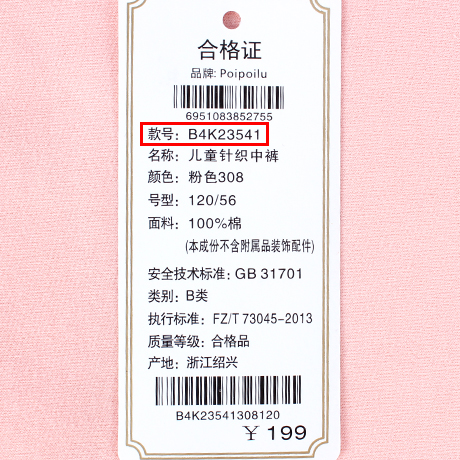 合格证
品牌: Poipoilu
6951083852755
款号: B4K23541
名称: 儿童针织中裤
颜色: 粉色308
号型: 120/56
面料: 100%棉
(本成份不含附属品装饰配件)
安全技术标准: GB 31701
类别: B类
执行标准: FZ/T 73045-2013
质量等级: 合格品
产地: 浙江绍兴
B4K23541308120
￥199